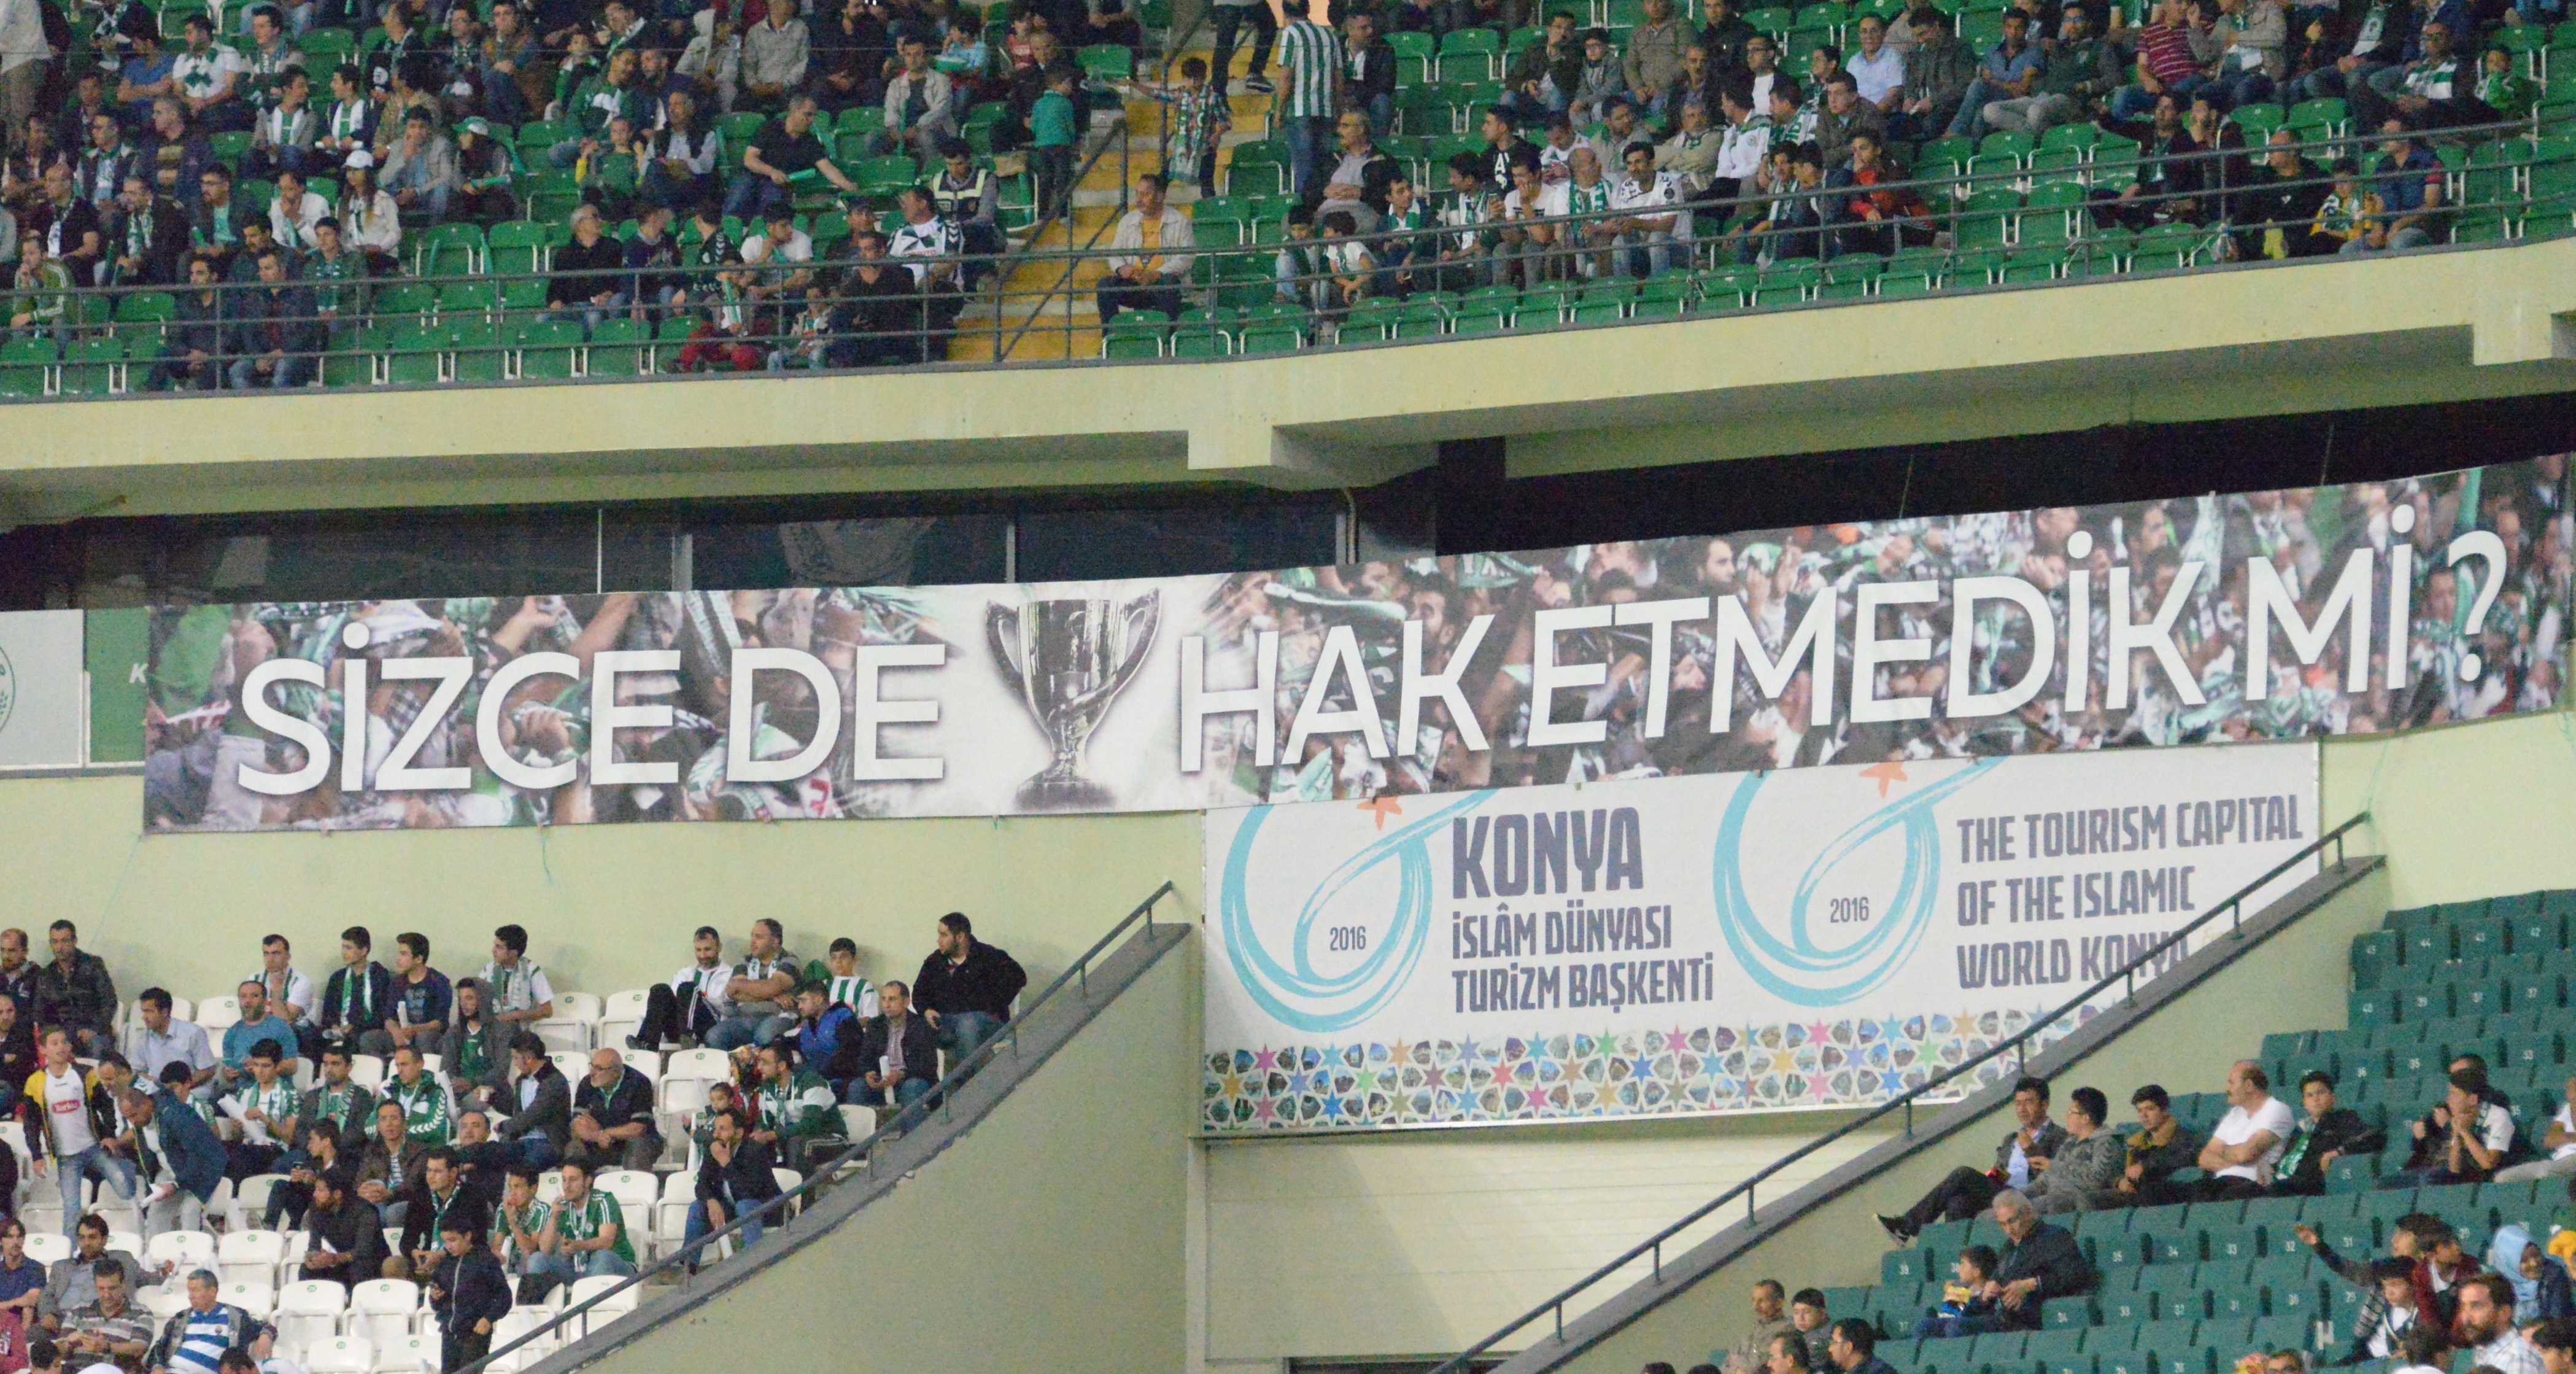 SİZCE DE HAK ETMEDİK Mİ ?
2016
KONYA
İSLÂM DÜNYASI
TURİZM BAŞKENTİ
2016
THE TOURISM CAPITAL
OF THE ISLAMIC
WORLD KONYA